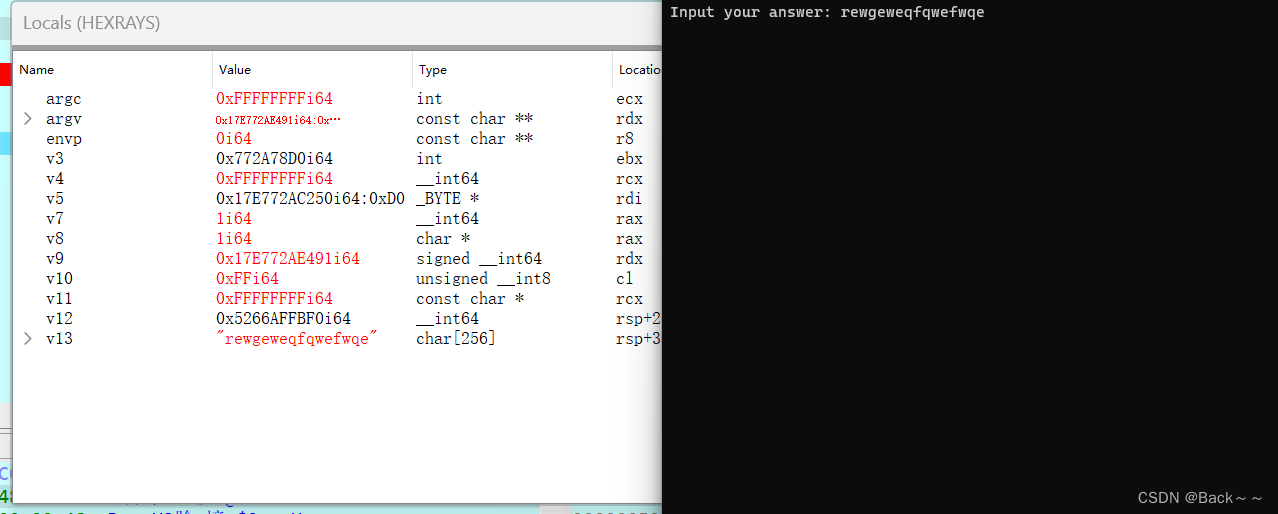 Locals (HEXRAYS)
Name Value Type Locatio
argc 0xFFFFFFFFi64 int ecx
argv 0x17E772AE491i64:0x… const char ** rdx
envp 0i64 const char ** r8
v3 0x772A78D0i64 int ebx
v4 0xFFFFFFFFi64 __int64 rcx
v5 0x17E772AC250i64:0xD0 _BYTE * rdi
v7 1i64 __int64 rax
v8 1i64 char * rax
v9 0x17E772AE491i64 signed __int64 rdx
v10 0xFFi64 unsigned __int8 cl
v11 0xFFFFFFFFi64 const char * rcx
v12 0x5266AFFBF0i64 __int64 rsp+2
v13 "rewgeweqfqwefwqe" char[256] rsp+3
Input your answer: rewgeweqfqwefwqe
CSDN @Back～～